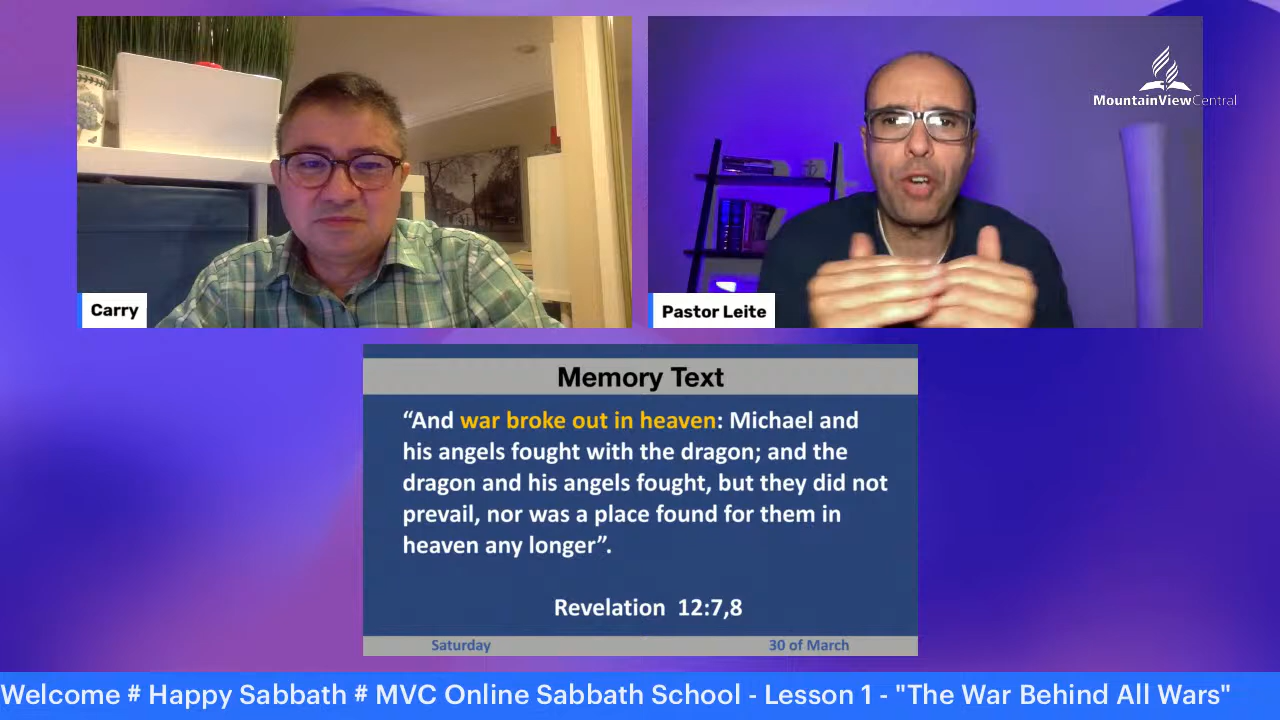 MountainViewCentral
Carry
Pastor Leite
Memory Text
“And war broke out in heaven: Michael and
his angels fought with the dragon; and the
dragon and his angels fought, but they did not
prevail, nor was a place found for them in
heaven any longer”.
Revelation 12:7,8
Saturday 30 of March
Welcome # Happy Sabbath # MVC Online Sabbath School - Lesson 1 - "The War Behind All Wars"